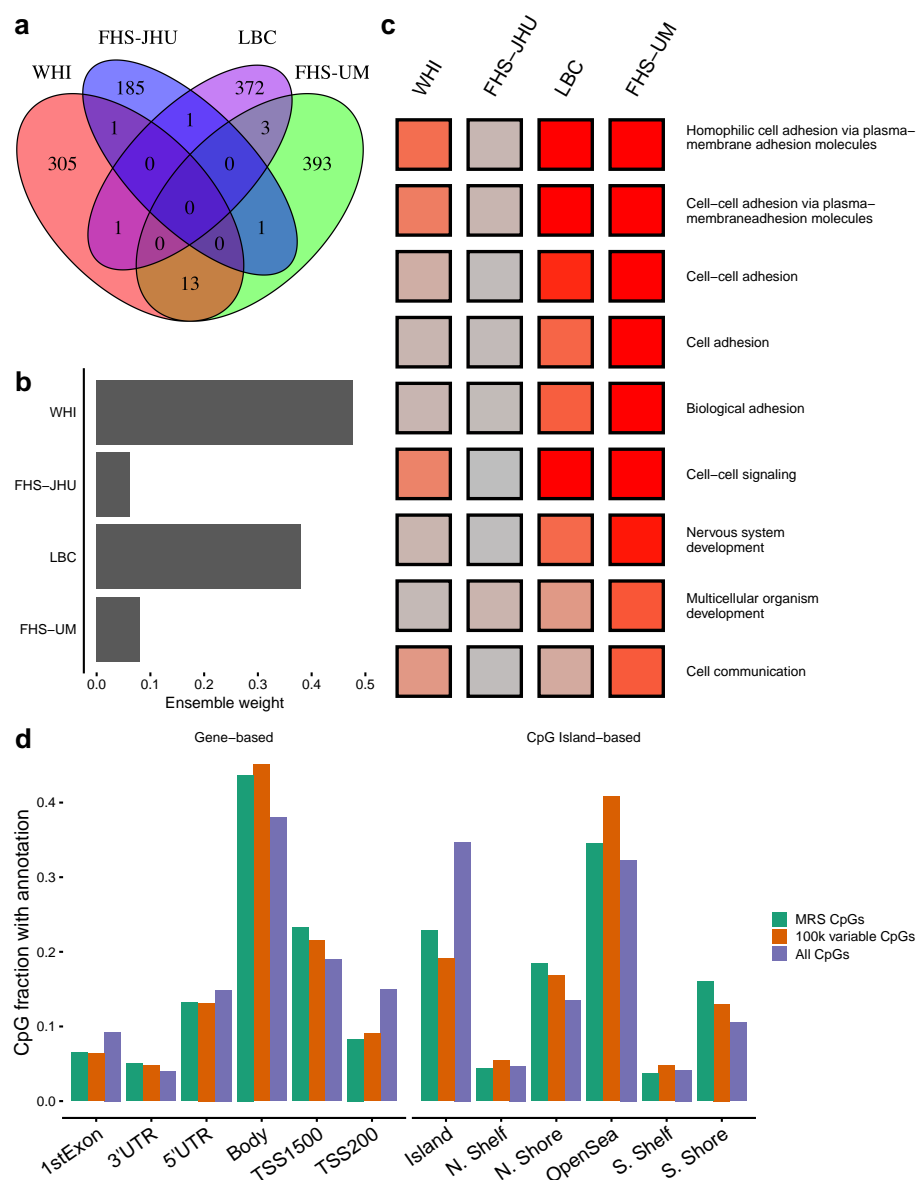 a
WHI
FHS-JHU
LBC
FHS-UM
305
185
372
393
1
1
3
0
0
0
1
0
0
1
13
b
WHI
FHS−JHU
LBC
FHS−UM
0.0 0.1 0.2 0.3 0.4 0.5
Ensemble weight
c
WHI
FHS−JHU
LBC
FHS−UM
Homophilic cell adhesion via plasma−
membrane adhesion molecules
Cell−cell adhesion via plasma−
membraneadhesion molecules
Cell−cell adhesion
Cell adhesion
Biological adhesion
Cell−cell signaling
Nervous system
development
Multicellular organism
development
Cell communication
d
Gene−based
CpG Island−based
CpG fraction with annotation
0.4
0.3
0.2
0.1
0.0
1stExon
3'UTR
5'UTR
Body
TSS1500
TSS200
Island
N. Shelf
N. Shore
OpenSea
S. Shelf
S. Shore
MRS CpGs
100k variable CpGs
All CpGs